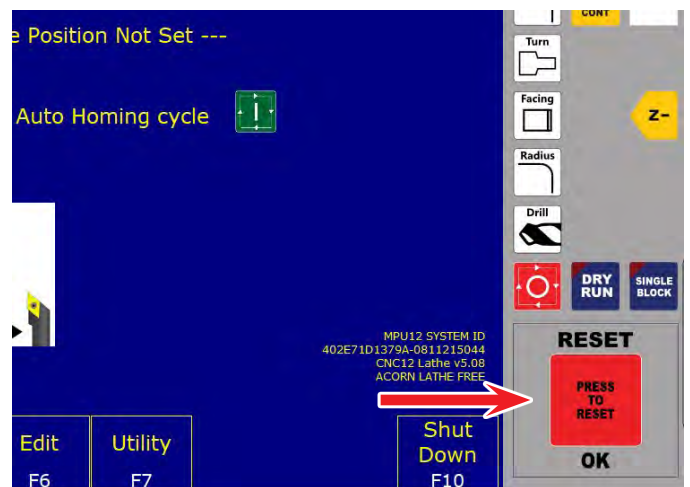 e Position Not Set ---
Auto Homing cycle
MPU12 SYSTEM ID
402E71D1379A-0811215044
CNC12 Lathe v5.08
ACORN LATHE FREE
Edit
F6
Utility
F7
Shut
Down
F10
CONT
Turn
Facing
Z-
Radius
Drill
DRY
RUN
SINGLE
BLOCK
RESET
PRESS
TO
RESET
OK